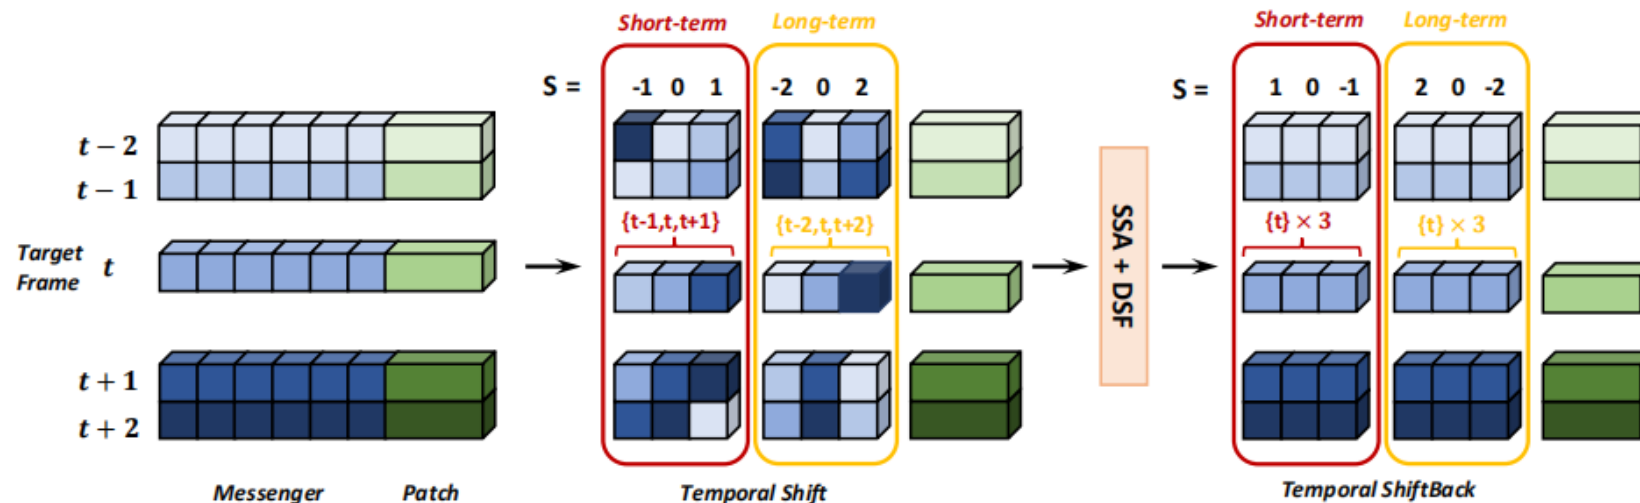 Short-term Long-term
S = -1 0 1 -2 0 2
Short-term Long-term
S = 1 0 -1 2 0 -2
t − 2
t − 1
Target
Frame
t
{t-1,t,t+1} {t-2,t,t+2}
SSA + DSF
{t} × 3 {t} × 3
t + 1
t + 2
Messenger Patch
Temporal Shift
Temporal ShiftBack